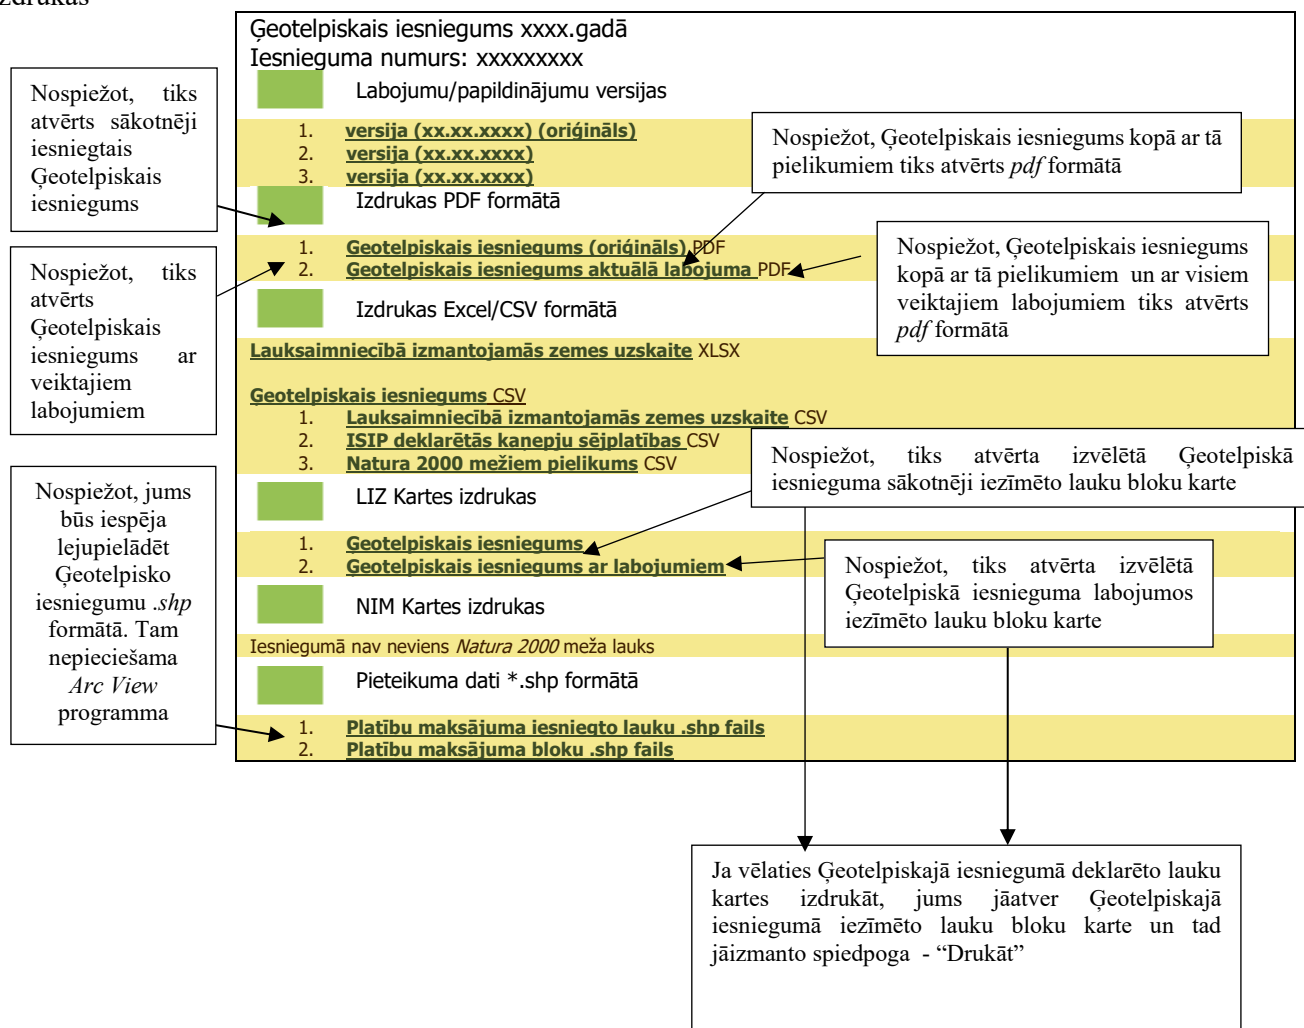 zdrukas
Ģeotelpiskais iesniegums xxxx.gadā
Iesnieguma numurs: xxxxxxxxx
Labojumu/papildinājumu versijas
1. versija (xx.xx.xxxx) (oriģināls)
2. versija (xx.xx.xxxx)
3. versija (xx.xx.xxxx)
Izdrukas PDF formātā
1. Ģeotelpiskais iesniegums (oriģināls) PDF
2. Ģeotelpiskais iesniegums aktuālā labojuma PDF
Izdrukas Excel/CSV formātā
Lauksaimniecībā izmantojamās zemes uzskaite XLSX
Ģeotelpiskais iesniegums CSV
1. Lauksaimniecībā izmantojamās zemes uzskaite CSV
2. ISIP deklarētās kaņepju sējplatības CSV
3. Natura 2000 mežiem pielikums CSV
LIZ Kartes izdrukas
1. Ģeotelpiskais iesniegums
2. Ģeotelpiskais iesniegums ar labojumiem
NIM Kartes izdrukas
Iesniegumā nav neviens Natura 2000 meža lauks
Pieteikuma dati *.shp formātā
1. Platību maksājuma iesniegto lauku .shp fails
2. Platību maksājuma bloku .shp fails
Nospiežot, tiks
atvērts sākotnēji
iesniegtais
Ģeotelpiskais
iesniegums
Nospiežot, tiks
atvērts
Ģeotelpiskais
iesniegums ar
veiktajiem
labojumiem
Nospiežot, jums
būs iespēja
lejupielādēt
Ģeotelpisko
iesniegumu .shp
formātā. Tam
nepieciešama
Arc View
programma
Nospiežot, Ģeotelpiskais iesniegums kopā ar tā
pielikumiem tiks atvērts pdf formātā
Nospiežot, Ģeotelpiskais iesniegums
kopā ar tā pielikumiem un ar visiem
veiktajiem labojumiem tiks atvērts
pdf formātā
Nospiežot, tiks atvērta izvēlētā Ģeotelpiskā
iesnieguma sākotnēji iezīmēto lauku bloku karte
Nospiežot, tiks atvērta izvēlētā
Ģeotelpiskā iesnieguma labojumos
iezīmēto lauku bloku karte
Ja vēlaties Ģeotelpiskajā iesniegumā deklarēto lauku
kartes izdrukāt, jums jāatver Ģeotelpiskajā
iesniegumā iezīmēto lauku bloku karte un tad
jāizmanto spiedpoga - “Drukāt”